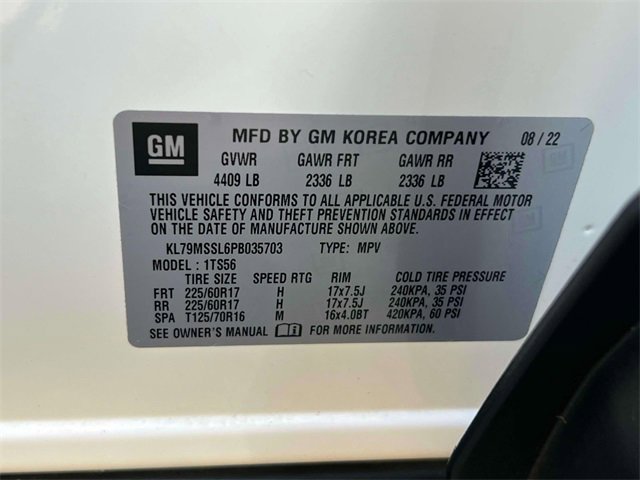 GM MFD BY GM KOREA COMPANY 08 / 22
GVWR GAWR FRT GAWR RR
4409 LB 2336 LB 2336 LB
THIS VEHICLE CONFORMS TO ALL APPLICABLE U.S. FEDERAL MOTOR
VEHICLE SAFETY AND THEFT PREVENTION STANDARDS IN EFFECT
ON THE DATE OF MANUFACTURE SHOWN ABOVE.
KL79MSSL6PB035703 TYPE: MPV
MODEL : 1TS56
TIRE SIZE SPEED RTG RIM COLD TIRE PRESSURE
FRT 225/60R17 H 17x7.5J 240KPA, 35 PSI
RR 225/60R17 H 17x7.5J 240KPA, 35 PSI
SPA T125/70R16 M 16x4.0BT 420KPA, 60 PSI
SEE OWNER'S MANUAL FOR MORE INFORMATION.